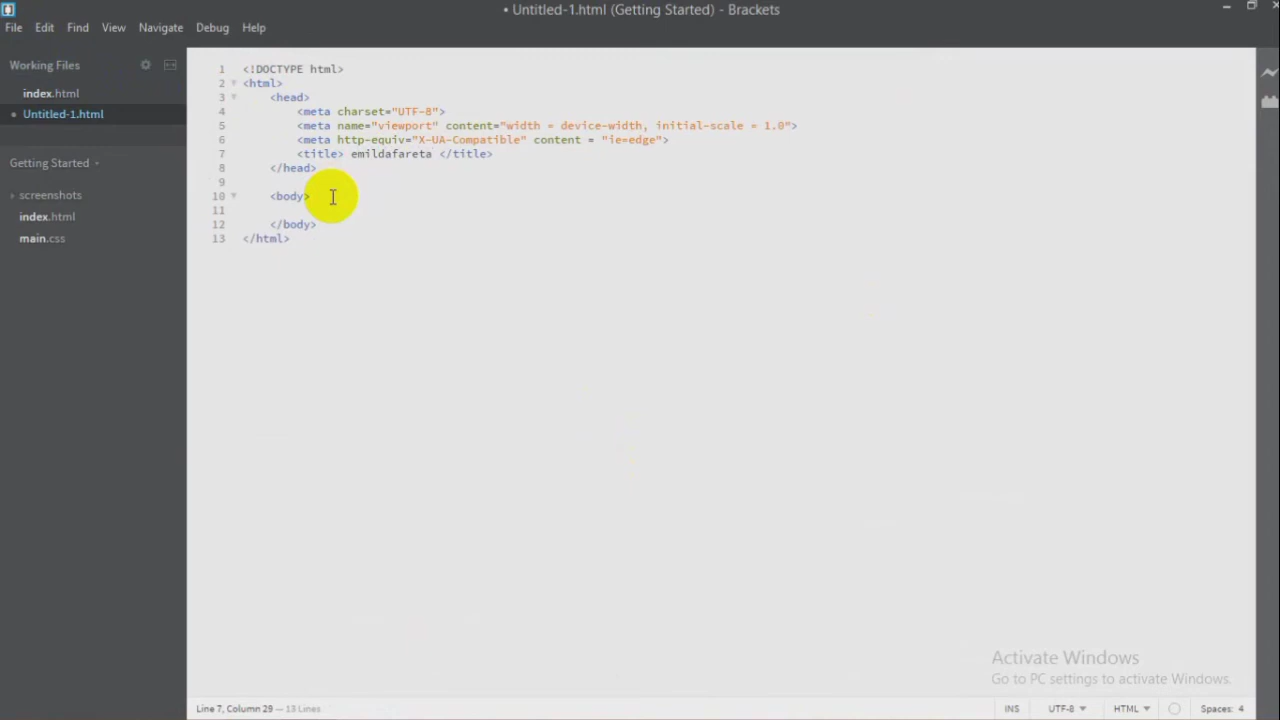 • Untitled-1.html (Getting Started) - Brackets
File Edit Find View Navigate Debug Help
Working Files
index.html
• Untitled-1.html
Getting Started
screenshots
index.html
main.css
1 <!DOCTYPE html>
2 <html>
3 <head>
4 <meta charset="UTF-8">
5 <meta name="viewport" content="width = device-width, initial-scale = 1.0">
6 <meta http-equiv="X-UA-Compatible" content = "ie=edge">
7 <title> emildafareta </title>
8 </head>
9
10 <body>
11
12 </body>
13 </html>
Activate Windows
Go to PC settings to activate Windows.
Line 7, Column 29 — 13 Lines
INS UTF-8 HTML Spaces: 4